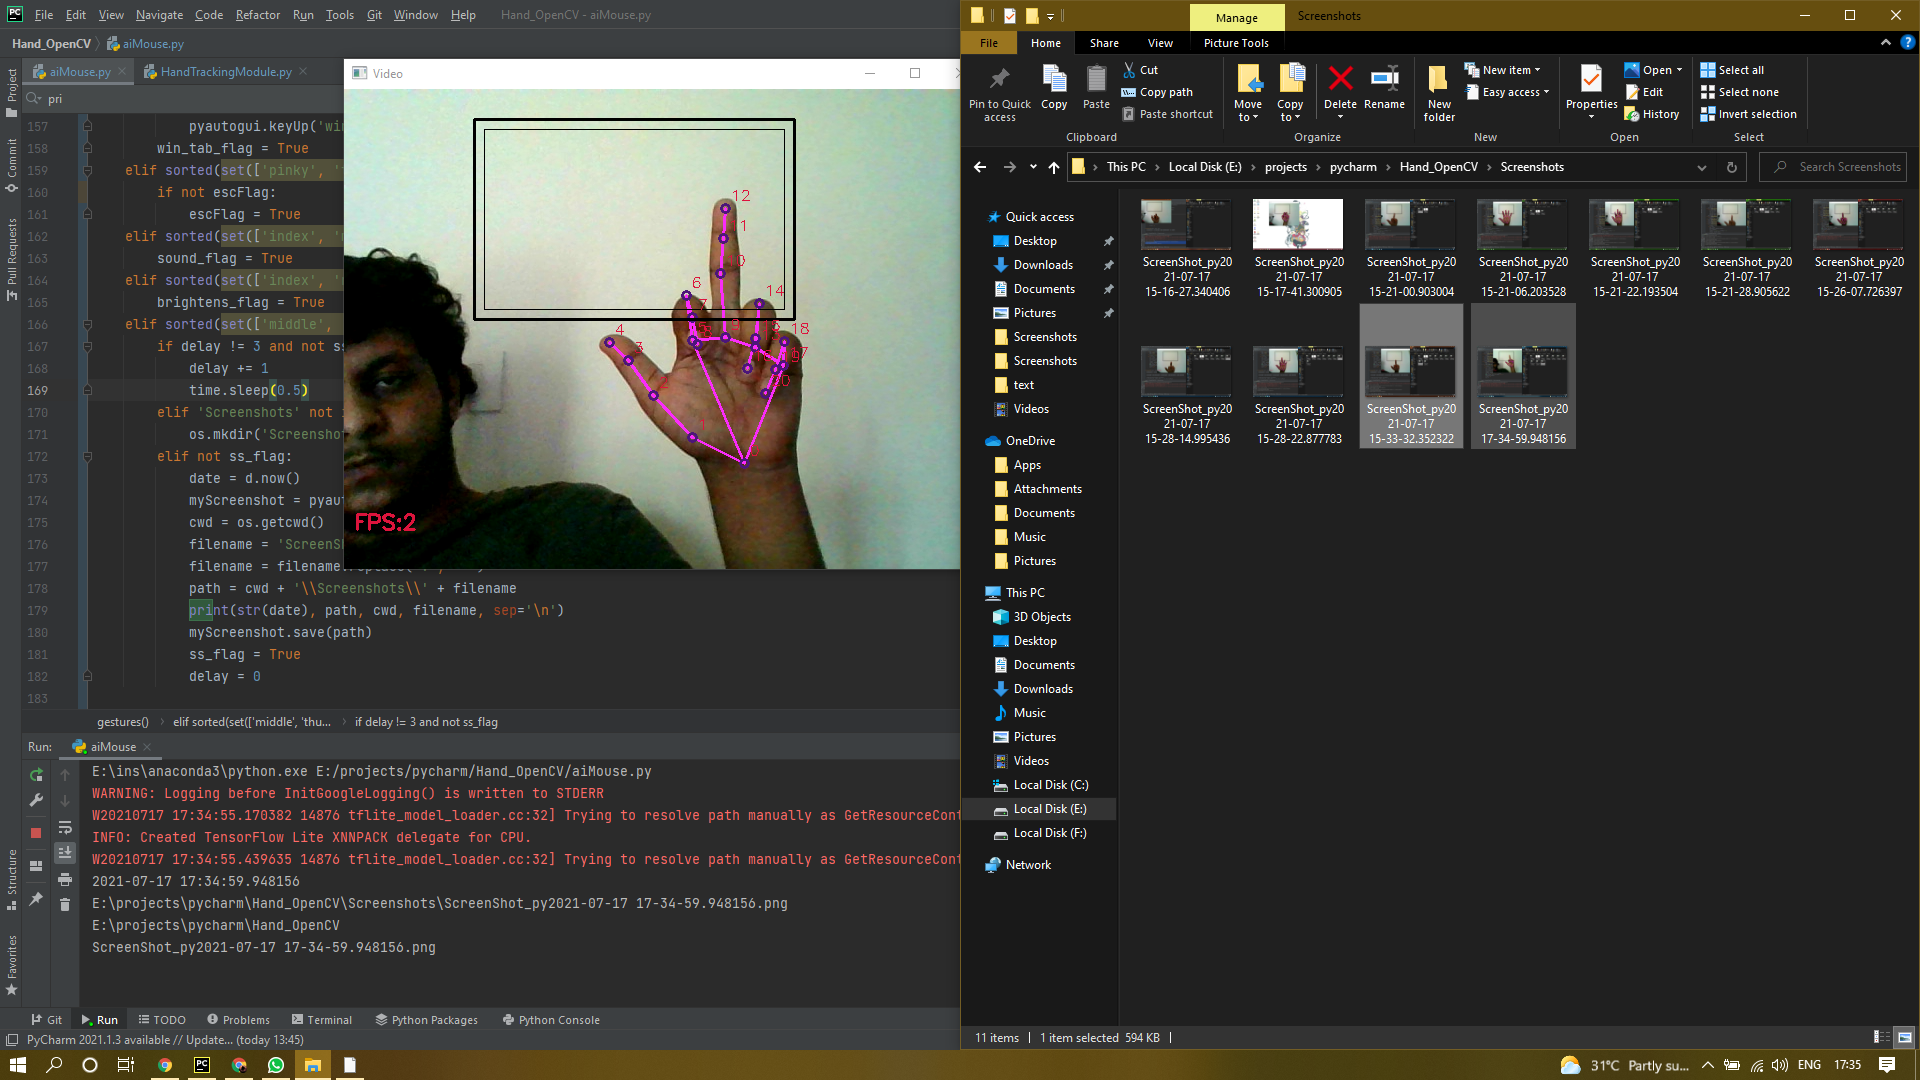 File Edit View Navigate Code Refactor Run Tools Git Window Help Hand_OpenCV - aiMouse.py
Hand_OpenCV aiMouse.py
aiMouse.py HandTrackingModule.py
pri
157 pyautogui.keyUp('win
158 win_tab_flag = True
159 elif sorted(set(['pinky',
160 if not escFlag:
161 escFlag = True
162 elif sorted(set(['index',
163 sound_flag = True
164 elif sorted(set(['index',
165 brightens_flag = True
166 elif sorted(set(['middle',
167 if delay != 3 and not ss
168 delay += 1
169 time.sleep(0.5)
170 elif 'Screenshots' not i
171 os.mkdir('Screenshot
172 elif not ss_flag:
173 date = d.now()
174 myScreenshot = pyaut
175 cwd = os.getcwd()
176 filename = 'ScreenSh
177 filename = filename.replace(
178 path = cwd + '\\Screenshots\\' + filename
179 print(str(date), path, cwd, filename, sep='\n')
180 myScreenshot.save(path)
181 ss_flag = True
182 delay = 0
183
gestures() elif sorted(set(['middle', 'thu... if delay != 3 and not ss_flag
Project
Commit
Pull Requests
Structure
Favorites
Video
12
11
6
14
4
18
3
FPS:2
Run: aiMouse
E:\ins\anaconda3\python.exe E:/projects/pycharm/Hand_OpenCV/aiMouse.py
WARNING: Logging before InitGoogleLogging() is written to STDERR
W20210717 17:34:55.170382 14876 tflite_model_loader.cc:32] Trying to resolve path manually as GetResourceCont
INFO: Created TensorFlow Lite XNNPACK delegate for CPU.
W20210717 17:34:55.439635 14876 tflite_model_loader.cc:32] Trying to resolve path manually as GetResourceCont
2021-07-17 17:34:59.948156
E:\projects\pycharm\Hand_OpenCV\Screenshots\ScreenShot_py2021-07-17 17-34-59.948156.png
E:\projects\pycharm\Hand_OpenCV
ScreenShot_py2021-07-17 17-34-59.948156.png
Git Run TODO Problems Terminal Python Packages Python Console
PyCharm 2021.1.3 available // Update... (today 13:45)
Manage Screenshots
File Home Share View Picture Tools
Pin to Quick access
Copy
Paste
Cut
Copy path
Paste shortcut
Clipboard
Move to
Copy to
Delete
Rename
Organize
New folder
New item
Easy access
New
Properties
Open
Edit
History
Open
Select all
Select none
Invert selection
Select
This PC Local Disk (E:) projects pycharm Hand_OpenCV Screenshots
Search Screenshots
Quick access
Desktop
Downloads
Documents
Pictures
Screenshots
Screenshots
text
Videos
OneDrive
Apps
Attachments
Documents
Music
Pictures
This PC
3D Objects
Desktop
Documents
Downloads
Music
Pictures
Videos
Local Disk (C:)
Local Disk (E:)
Local Disk (F:)
Network
ScreenShot_py2021-07-17 15-16-27.340406
ScreenShot_py2021-07-17 15-17-41.300905
ScreenShot_py2021-07-17 15-21-00.903004
ScreenShot_py2021-07-17 15-21-06.203528
ScreenShot_py2021-07-17 15-21-22.193504
ScreenShot_py2021-07-17 15-21-28.905622
ScreenShot_py2021-07-17 15-26-07.726397
ScreenShot_py2021-07-17 15-28-14.995436
ScreenShot_py2021-07-17 15-28-22.877783
ScreenShot_py2021-07-17 15-33-32.352322
ScreenShot_py2021-07-17 17-34-59.948156
11 items 1 item selected 594 KB
31°C Partly su... ENG 17:35